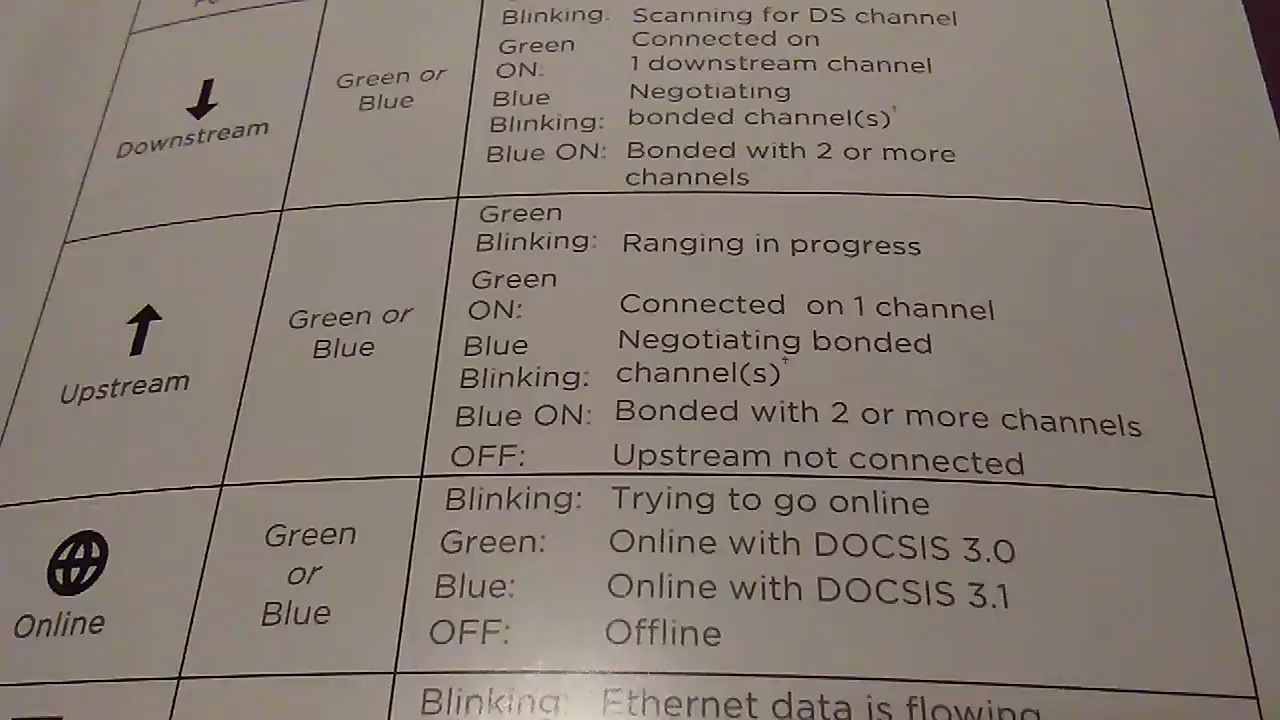 Blinking: Scanning for DS channel
Green Connected on
ON: 1 downstream channel
Blue Negotiating
Blinking: bonded channel(s)†
Blue ON: Bonded with 2 or more
channels
Green or
Blue
Downstream
Green
Blinking: Ranging in progress
Green
ON: Connected on 1 channel
Blue Negotiating bonded
Blinking: channel(s)†
Blue ON: Bonded with 2 or more channels
OFF: Upstream not connected
Green or
Blue
Upstream
Blinking: Trying to go online
Green: Online with DOCSIS 3.0
Blue: Online with DOCSIS 3.1
OFF: Offline
Green
or
Blue
Online
Blinking: Ethernet data is flowing